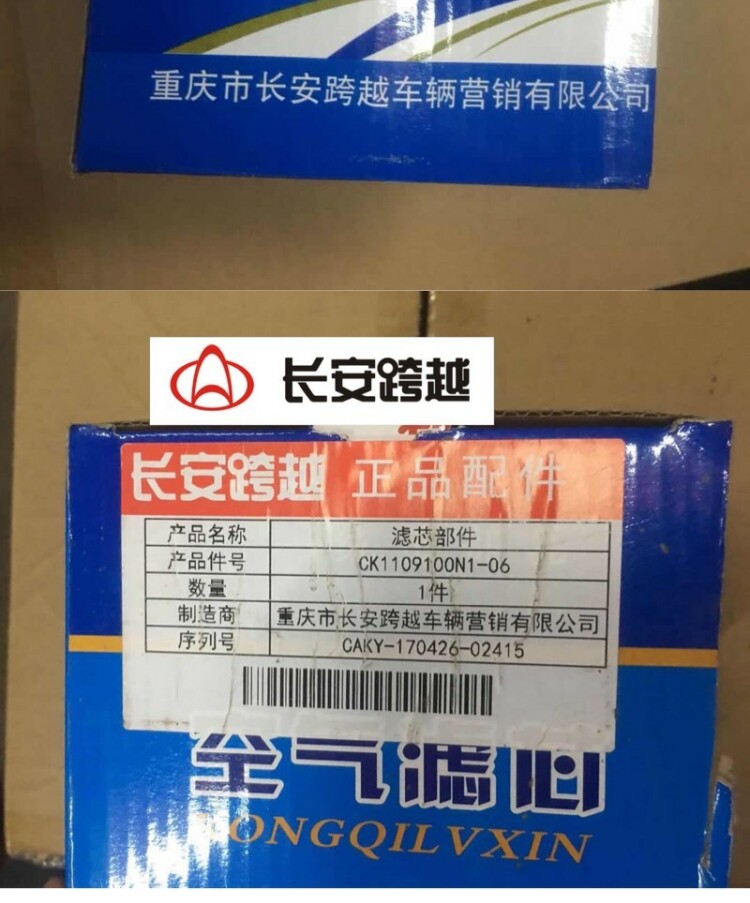 重庆市长安跨越车辆营销有限公司
长安跨越
长安跨越 正品配件
产品名称 滤芯部件
产品件号 CK1109100N1-06
数量 1件
制造商 重庆市长安跨越车辆营销有限公司
序列号 CAKY-170426-02415
空气滤芯
ONGQILVXIN